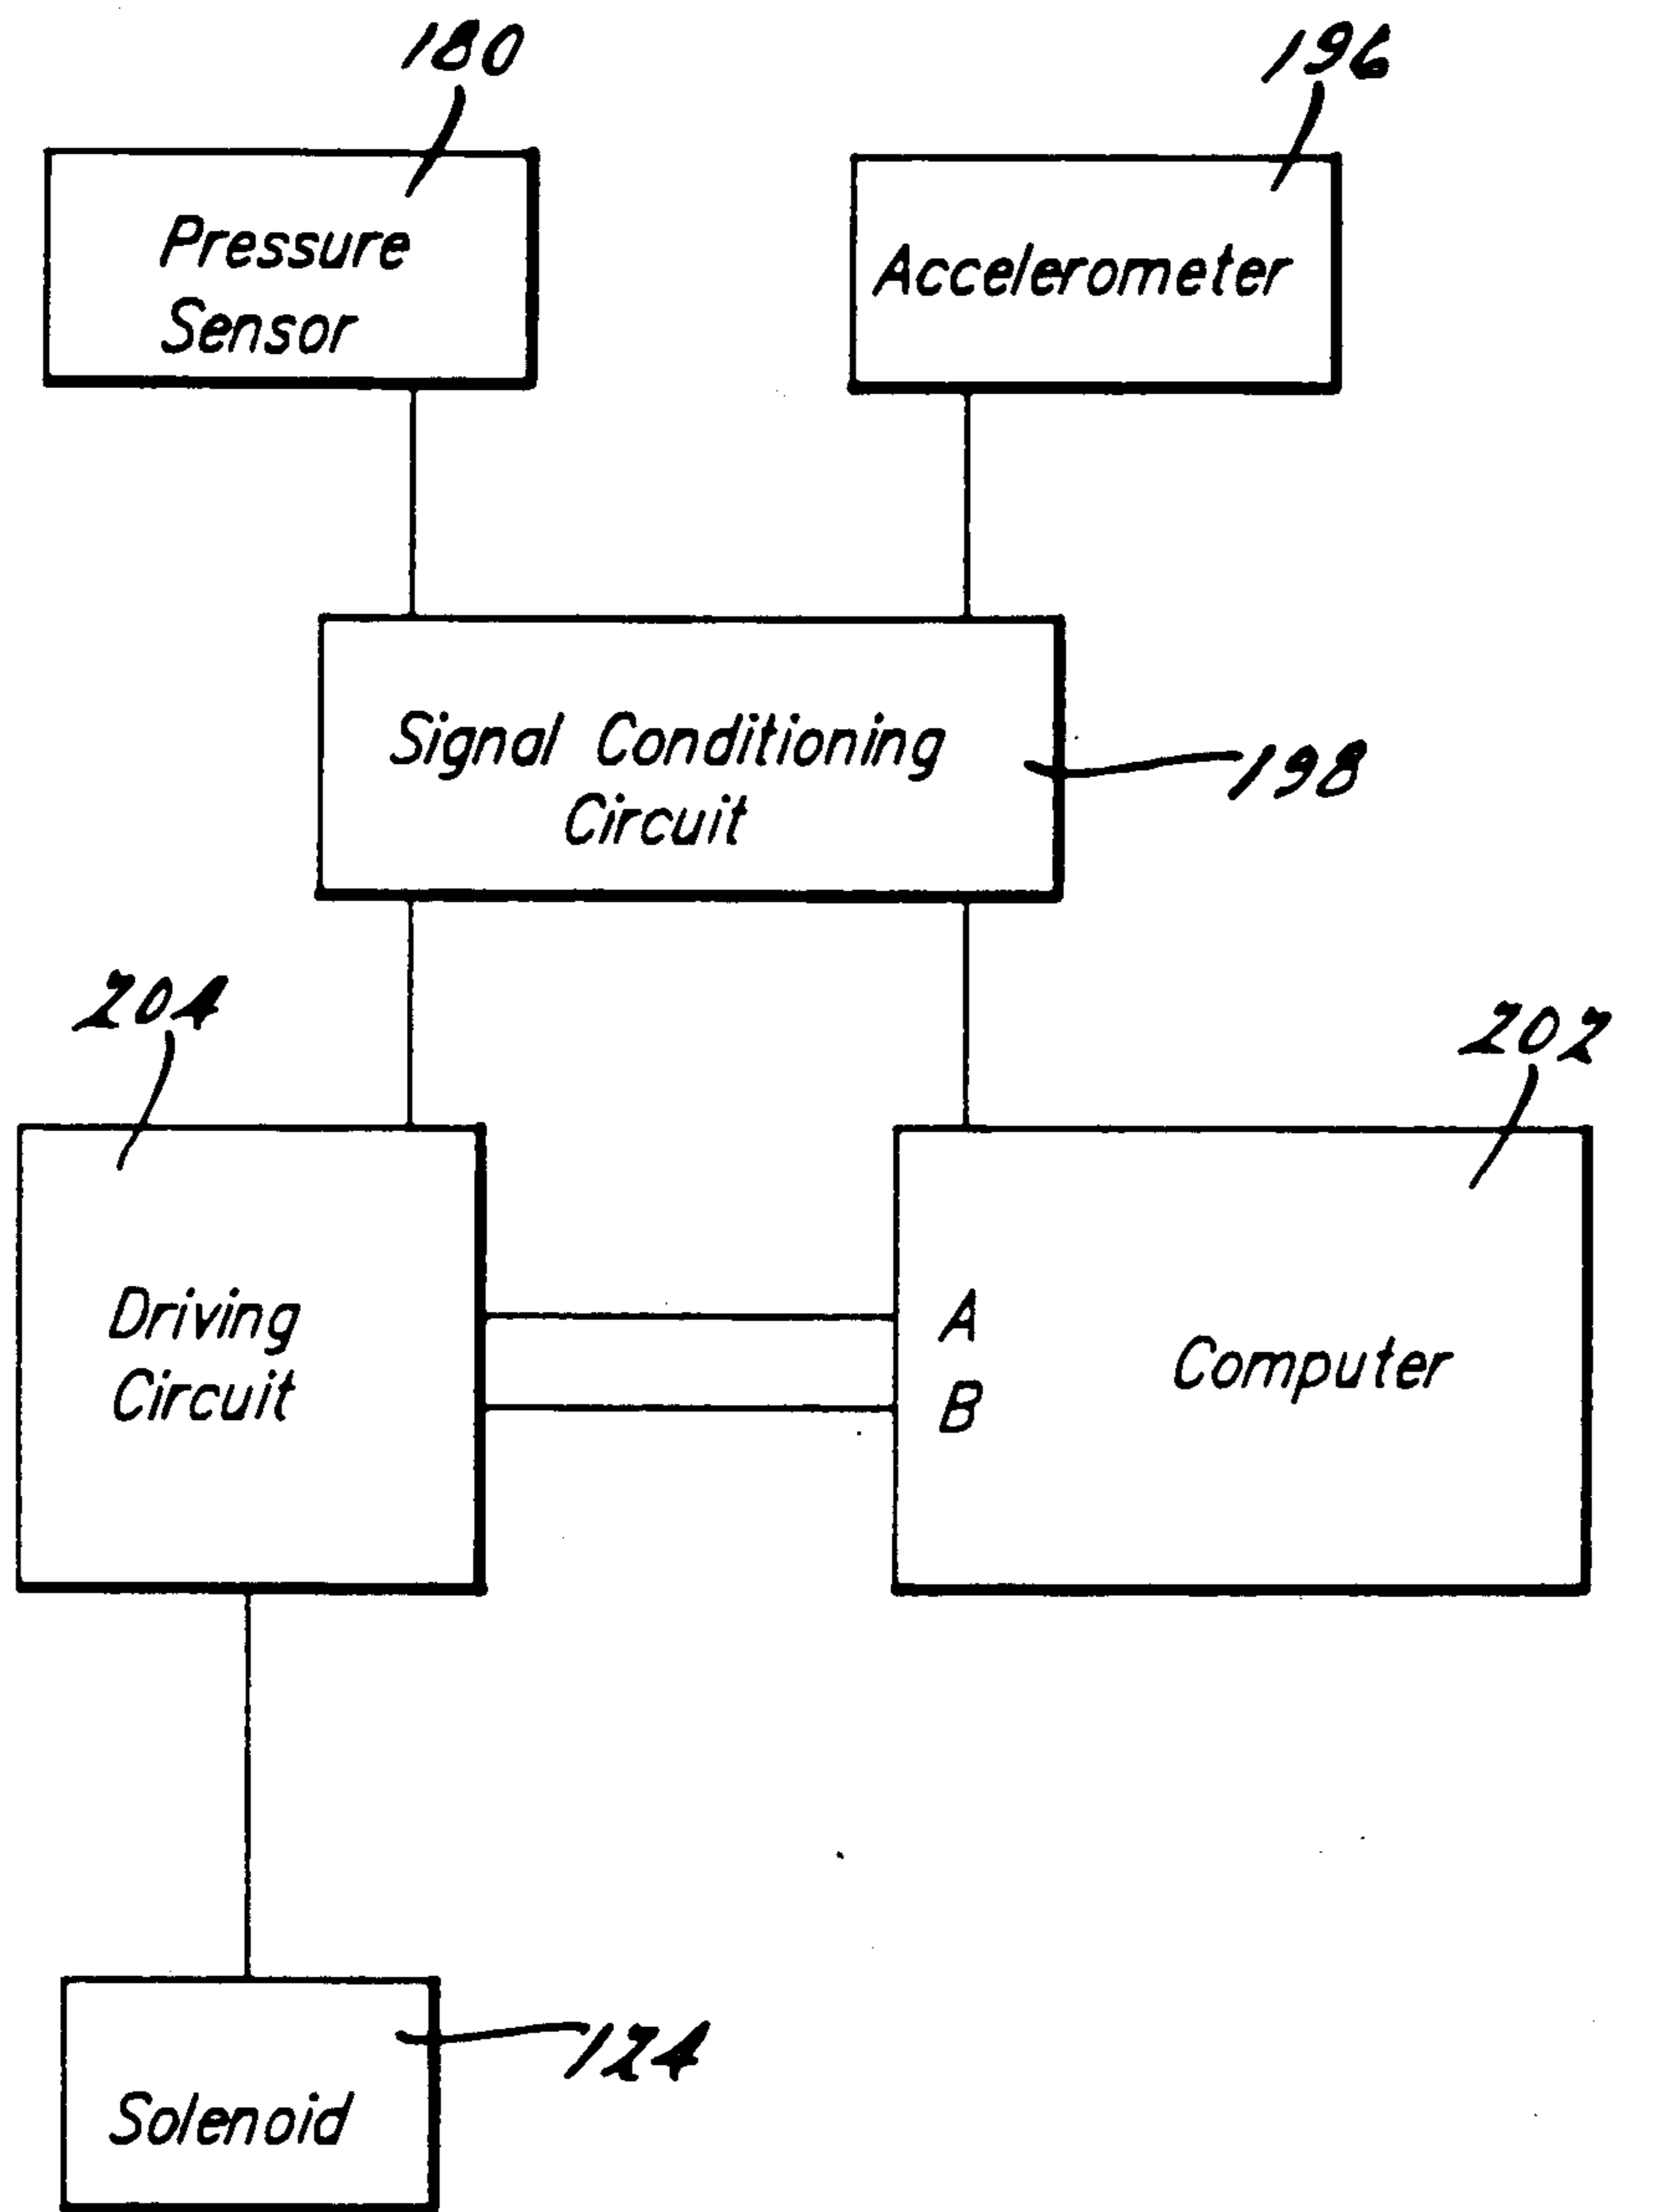 180
196
Pressure
Sensor
Accelerometer
Signal Conditioning
Circuit
198
204
202
Driving
Circuit
A
B
Computer
124
Solenoid